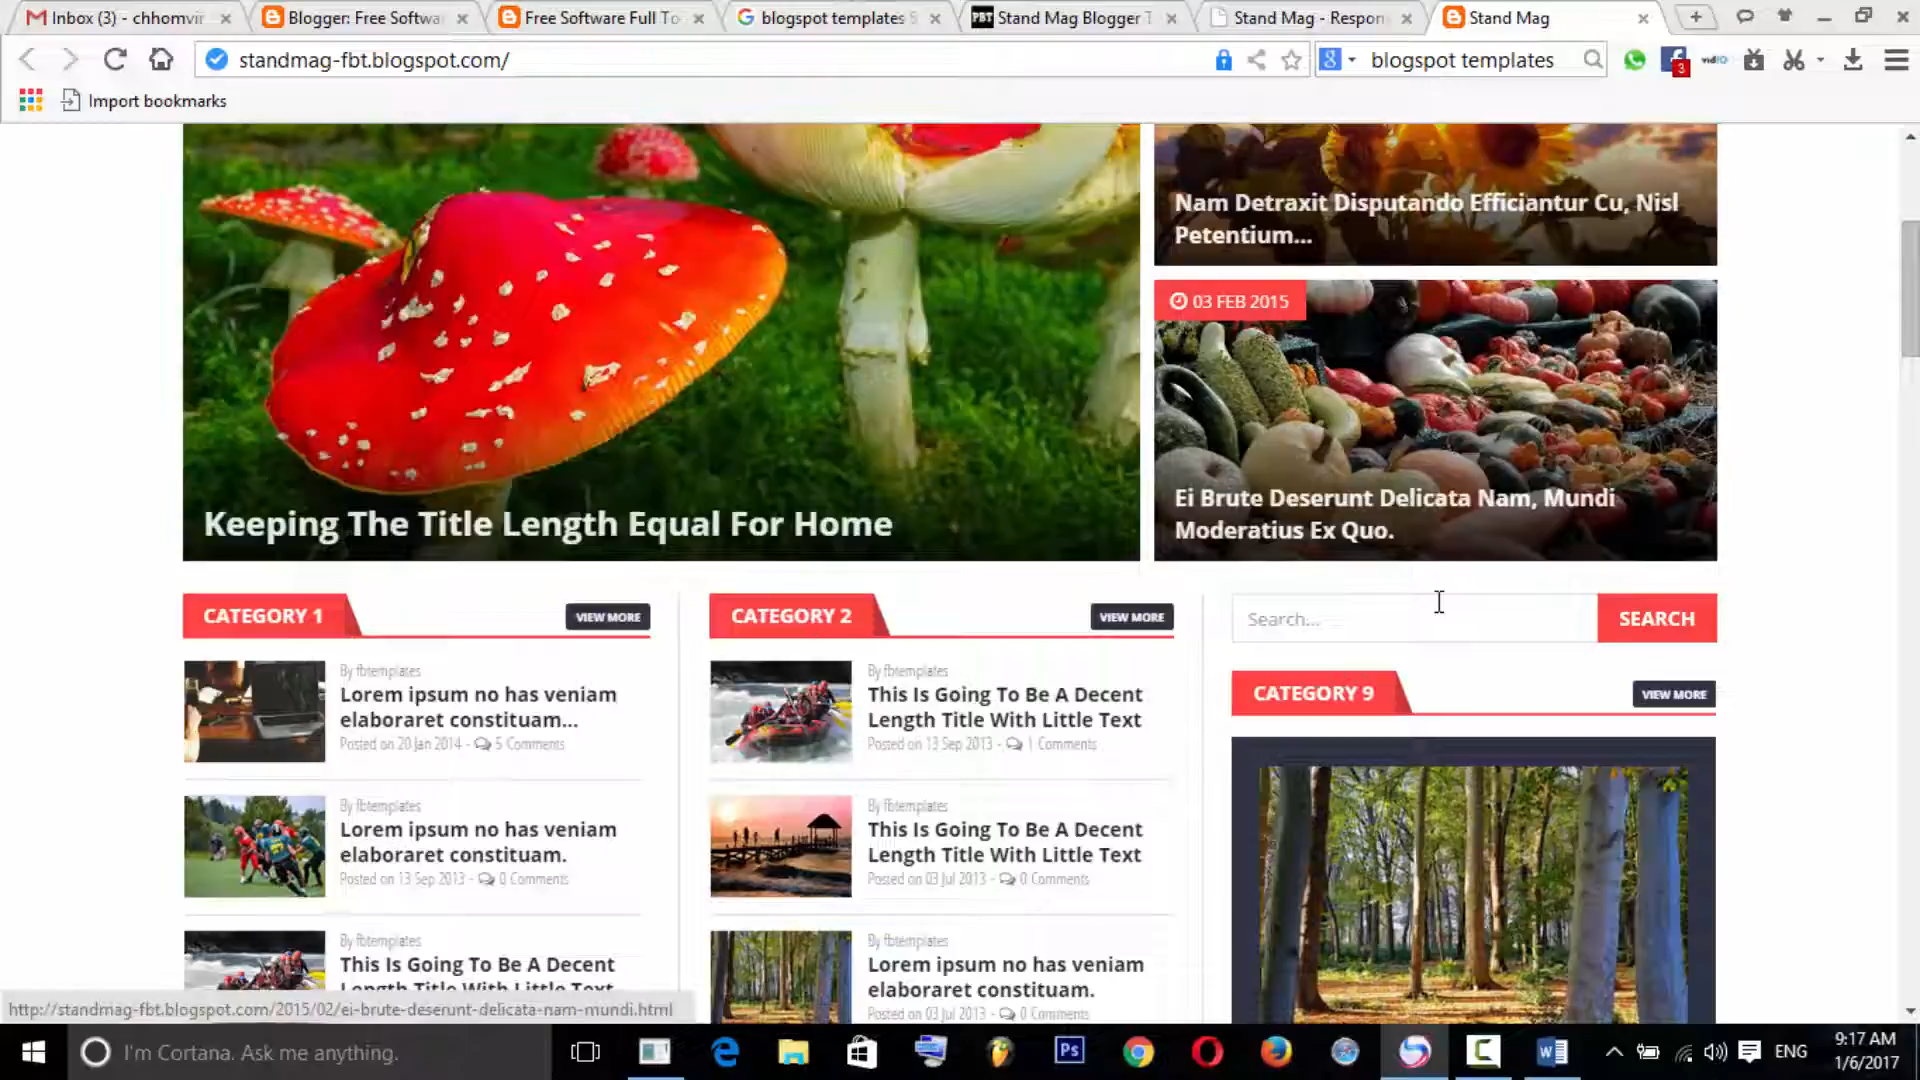 Inbox (3) - chhomvir
Blogger: Free Softwa
Free Software Full To
blogspot templates S
PBT Stand Mag Blogger T
Stand Mag - Respon
Stand Mag
standmag-fbt.blogspot.com/
blogspot templates
3
vidIQ
Import bookmarks
Nam Detraxit Disputando Efficiantur Cu, Nisl
Petentium...
03 FEB 2015
Ei Brute Deserunt Delicata Nam, Mundi
Moderatius Ex Quo.
Keeping The Title Length Equal For Home
CATEGORY 1
VIEW MORE
By fbtemplates
Lorem ipsum no has veniam
elaboraret constituam...
Posted on 20 Jan 2014 - 5 Comments
By fbtemplates
Lorem ipsum no has veniam
elaboraret constituam.
Posted on 13 Sep 2013 - 0 Comments
By fbtemplates
This Is Going To Be A Decent
Length Title With Little Text
CATEGORY 2
VIEW MORE
By fbtemplates
This Is Going To Be A Decent
Length Title With Little Text
Posted on 13 Sep 2013 - 1 Comments
By fbtemplates
This Is Going To Be A Decent
Length Title With Little Text
Posted on 03 Jul 2013 - 0 Comments
By fbtemplates
Lorem ipsum no has veniam
elaboraret constituam.
Posted on 03 Jul 2013 - 0 Comments
Search...
SEARCH
CATEGORY 9
VIEW MORE
http://standmag-fbt.blogspot.com/2015/02/ei-brute-deserunt-delicata-nam-mundi.html
I'm Cortana. Ask me anything.
Ps
ENG
9:17 AM
1/6/2017